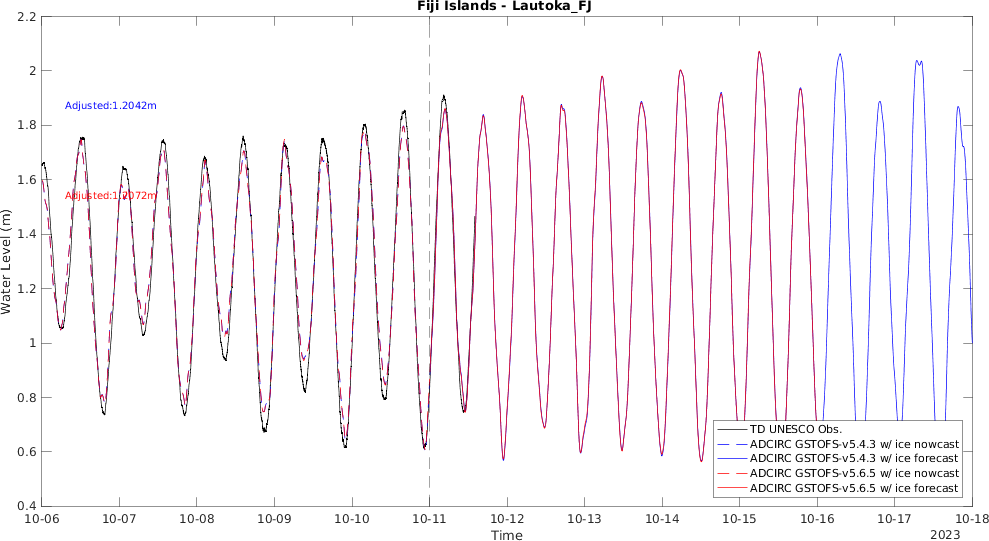 Fiji Islands - Lautoka_FJ
2.2
2
1.8
1.6
1.4
1.2
1
0.8
0.6
0.4
Water Level (m)
Adjusted:1.2042m
Adjusted:1.2072m
TD UNESCO Obs.
ADCIRC GSTOFS-v5.4.3 w/ ice nowcast
ADCIRC GSTOFS-v5.4.3 w/ ice forecast
ADCIRC GSTOFS-v5.6.5 w/ ice nowcast
ADCIRC GSTOFS-v5.6.5 w/ ice forecast
10-06 10-07 10-08 10-09 10-10 10-11 10-12 10-13 10-14 10-15 10-16 10-17 10-18
Time
2023